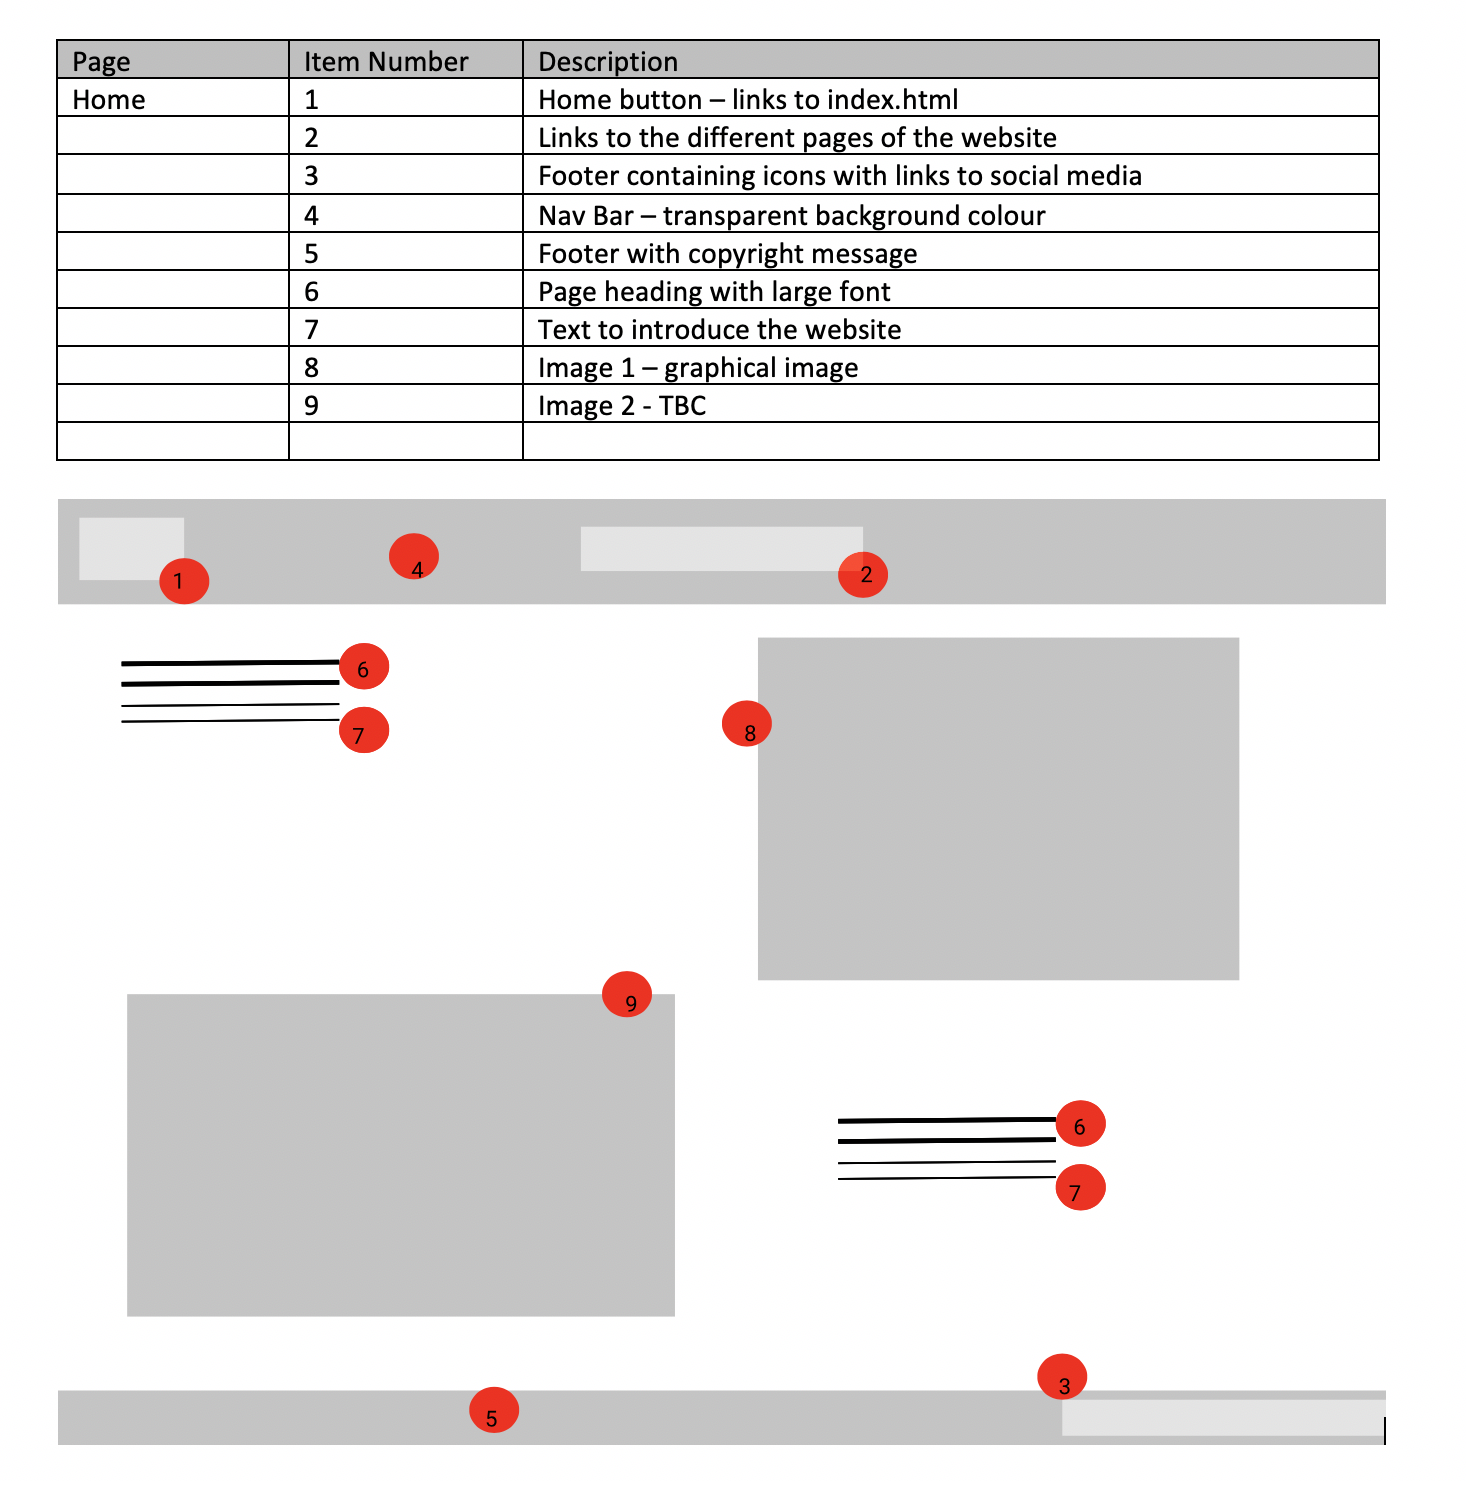 Page Item Number Description
Home 1 Home button – links to index.html
2 Links to the different pages of the website
3 Footer containing icons with links to social media
4 Nav Bar – transparent background colour
5 Footer with copyright message
6 Page heading with large font
7 Text to introduce the website
8 Image 1 – graphical image
9 Image 2 - TBC
1 4 2
6
7
8
9
6
7
3
5